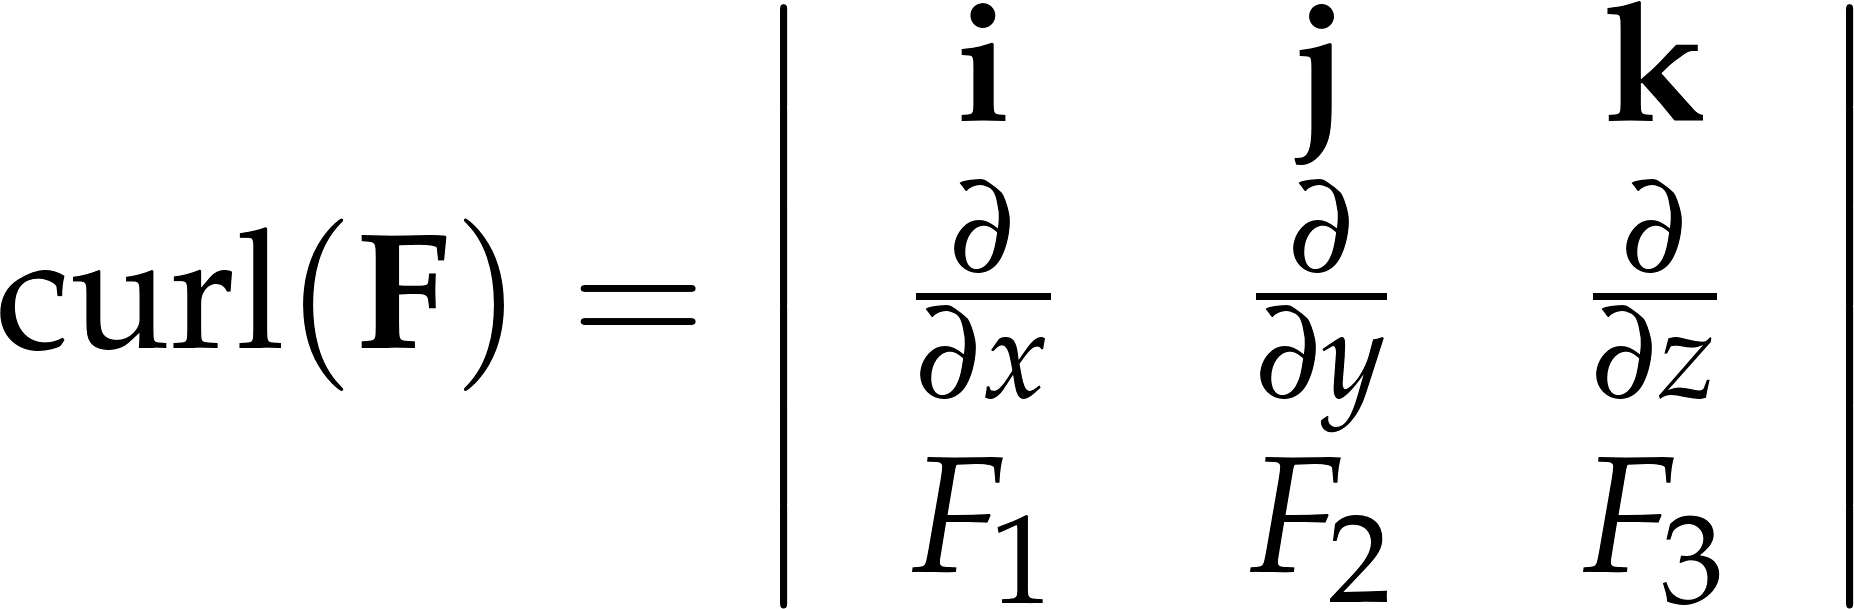 i j k
curl(F) = | ∂/∂x ∂/∂y ∂/∂z |
F₁ F₂ F₃